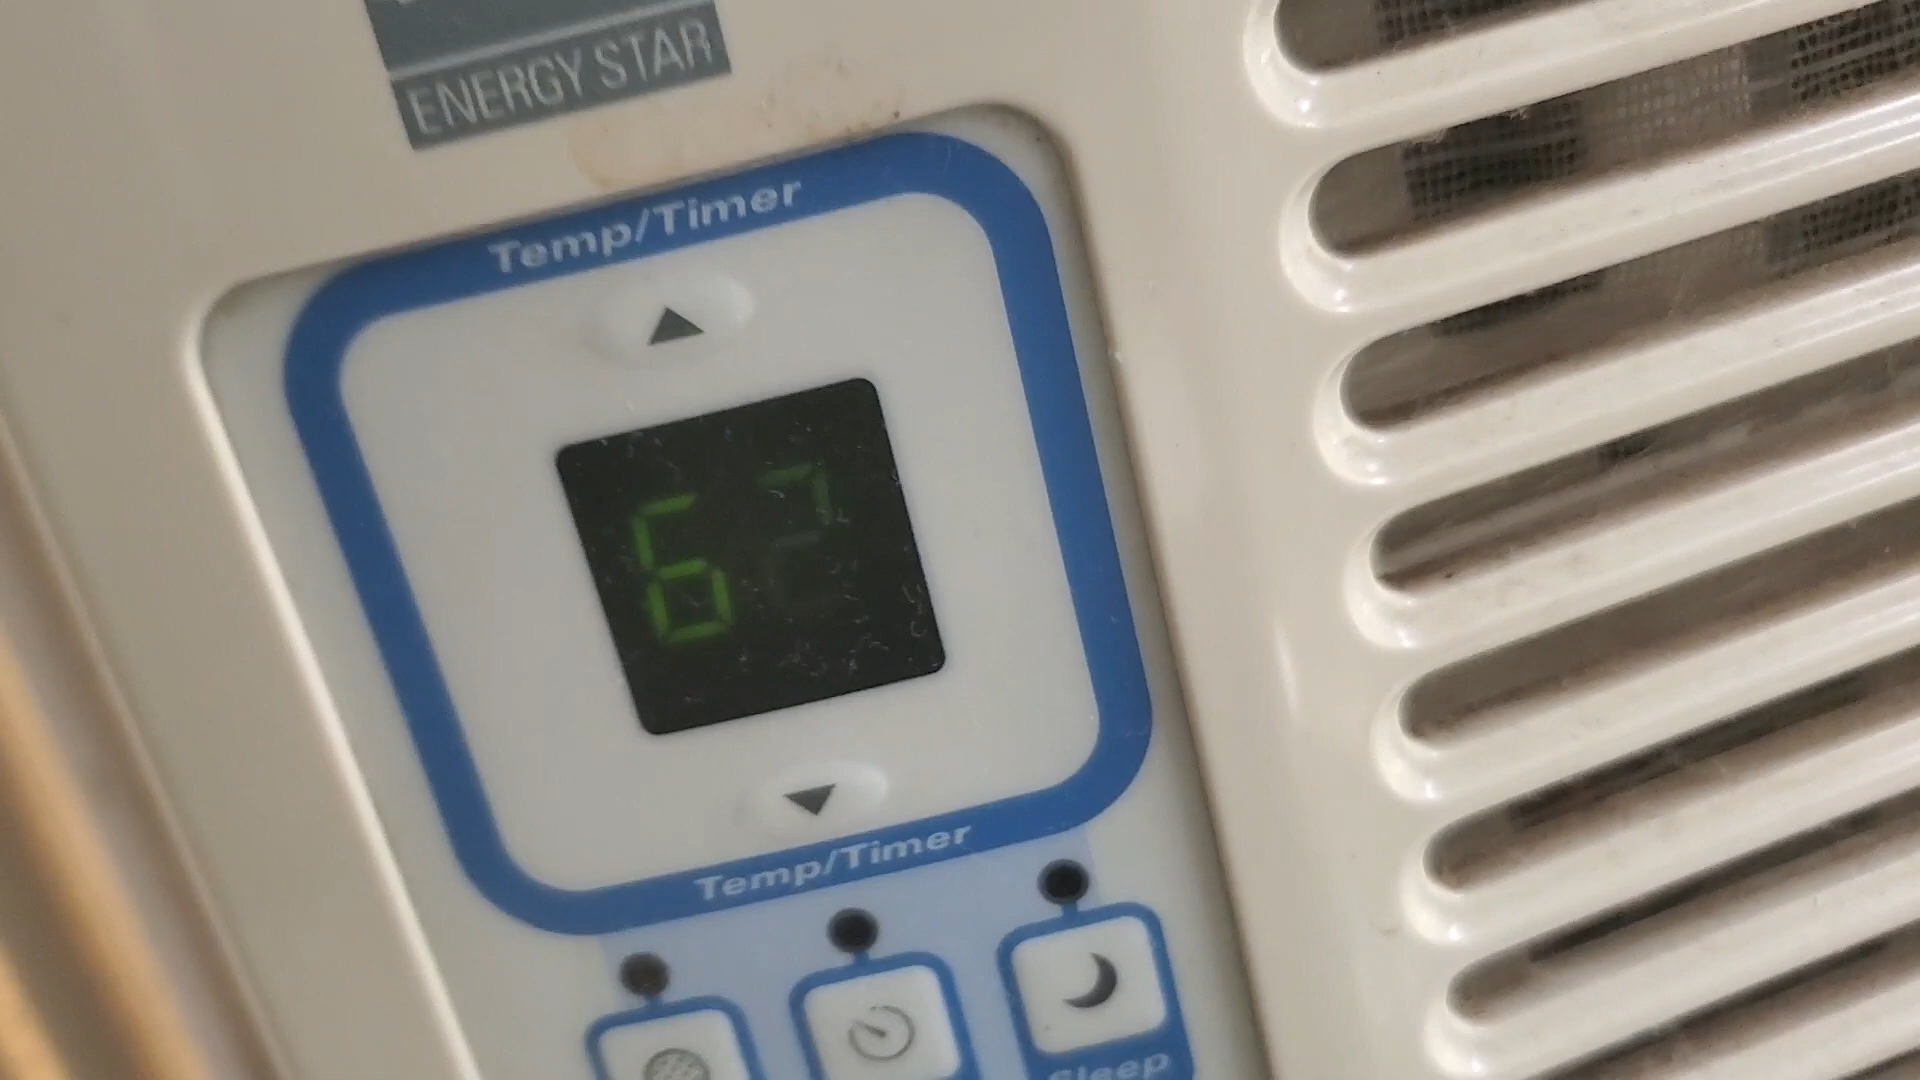 ENERGY STAR
Temp/Timer
62
Temp/Timer
Sleep